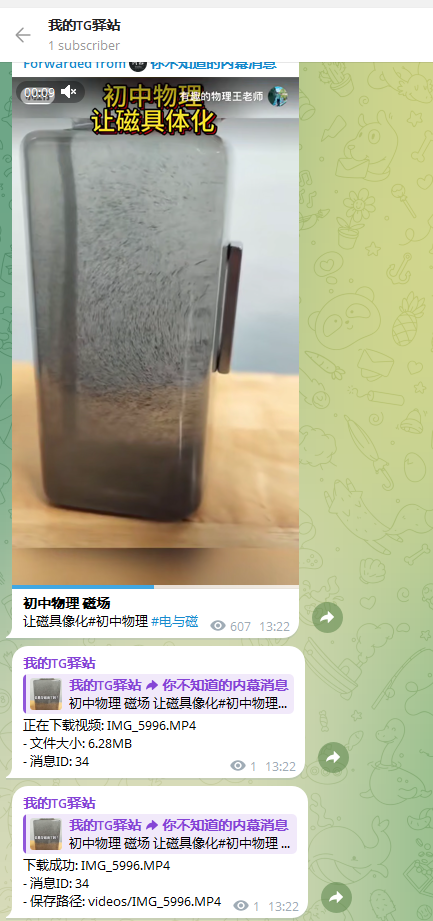 我的TG驿站
1 subscriber
Forwarded from 你不知道的内幕消息
00:09
初中物理
有趣的物理王老师
让磁具体化
初中物理 磁场
让磁具像化#初中物理 #电与磁
607 13:22
我的TG驿站
我的TG驿站 你不知道的内幕消息
初中物理 磁场 让磁具像化#初中物理...
正在下载视频: IMG_5996.MP4
- 文件大小: 6.28MB
- 消息ID: 34
1 13:22
我的TG驿站
我的TG驿站 你不知道的内幕消息
初中物理 磁场 让磁具像化#初中物理 ...
下载成功: IMG_5996.MP4
- 消息ID: 34
- 保存路径: videos/IMG_5996.MP4
1 13:22